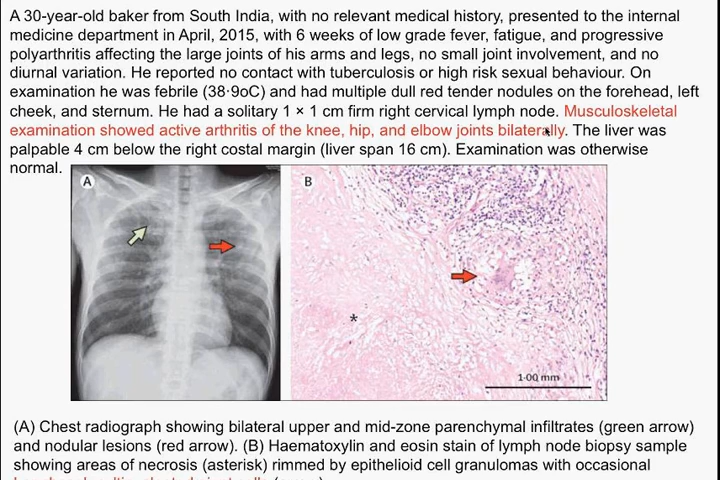 A 30-year-old baker from South India, with no relevant medical history, presented to the internal
medicine department in April, 2015, with 6 weeks of low grade fever, fatigue, and progressive
polyarthritis affecting the large joints of his arms and legs, no small joint involvement, and no
diurnal variation. He reported no contact with tuberculosis or high risk sexual behaviour. On
examination he was febrile (38·9oC) and had multiple dull red tender nodules on the forehead, left
cheek, and sternum. He had a solitary 1 × 1 cm firm right cervical lymph node. Musculoskeletal
examination showed active arthritis of the knee, hip, and elbow joints bilaterally. The liver was
palpable 4 cm below the right costal margin (liver span 16 cm). Examination was otherwise
normal.
A
B
*
1·00 mm
(A) Chest radiograph showing bilateral upper and mid-zone parenchymal infiltrates (green arrow)
and nodular lesions (red arrow). (B) Haematoxylin and eosin stain of lymph node biopsy sample
showing areas of necrosis (asterisk) rimmed by epithelioid cell granulomas with occasional